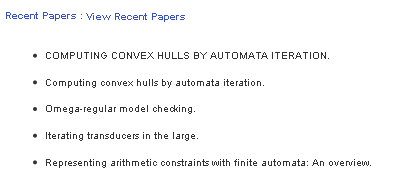 Recent Papers : View Recent Papers
• COMPUTING CONVEX HULLS BY AUTOMATA ITERATION.
• Computing convex hulls by automata iteration.
• Omega-regular model checking.
• Iterating transducers in the large.
• Representing arithmetic constraints with finite automata: An overview.